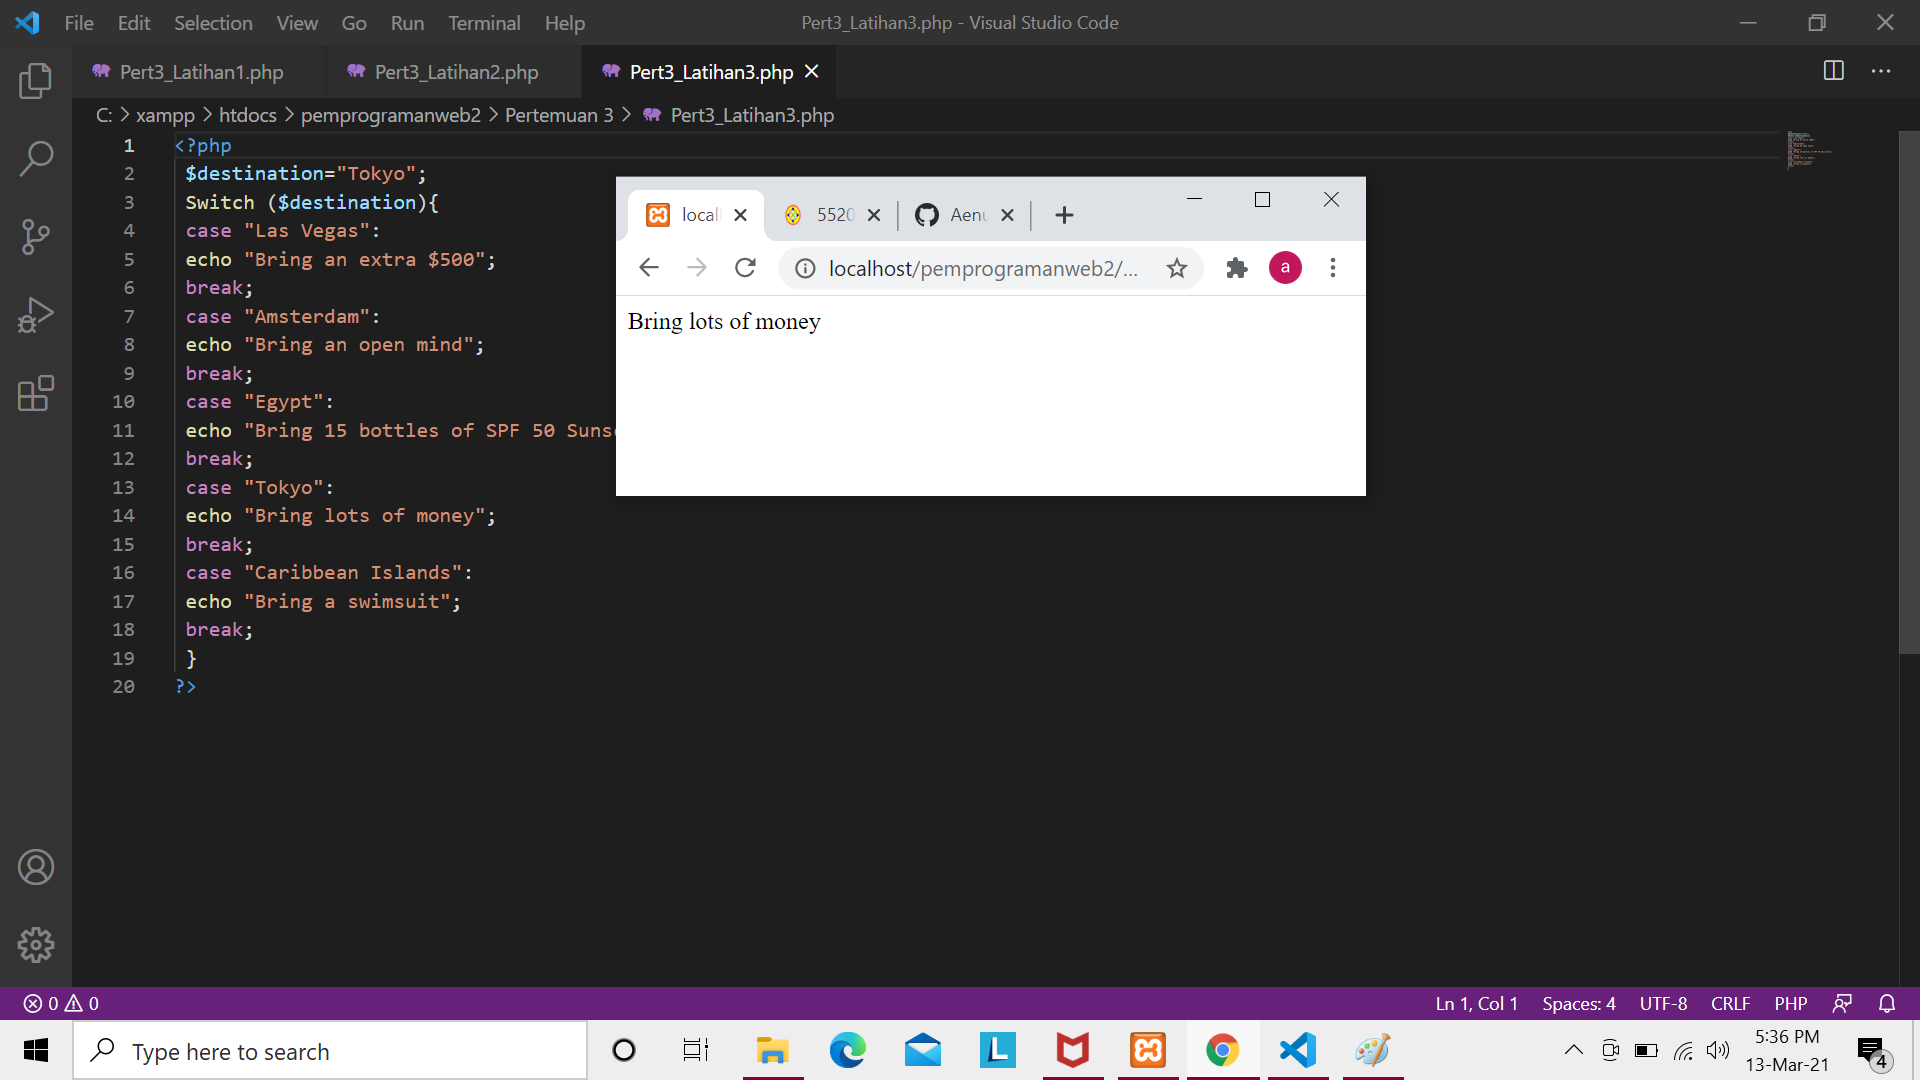 File Edit Selection View Go Run Terminal Help
Pert3_Latihan3.php - Visual Studio Code
Pert3_Latihan1.php
Pert3_Latihan2.php
Pert3_Latihan3.php
C: > xampp > htdocs > pemprogramanweb2 > Pertemuan 3 > Pert3_Latihan3.php
1 <?php
2 $destination="Tokyo";
3 Switch ($destination){
4 case "Las Vegas":
5 echo "Bring an extra $500";
6 break;
7 case "Amsterdam":
8 echo "Bring an open mind";
9 break;
10 case "Egypt":
11 echo "Bring 15 bottles of SPF 50
12 break;
13 case "Tokyo":
14 echo "Bring lots of money";
15 break;
16 case "Caribbean Islands":
17 echo "Bring a swimsuit";
18 break;
19 }
20 ?>
local
5520
Aenu
localhost/pemprogramanweb2/...
a
Bring lots of money
0 0
Ln 1, Col 1
Spaces: 4
UTF-8
CRLF
PHP
Type here to search
L
5:36 PM
13-Mar-21
4